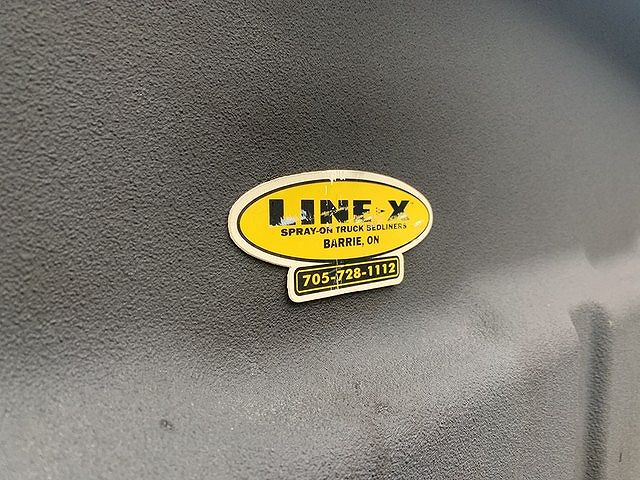 LINE-X
SPRAY-ON TRUCK BEDLINERS
BARRIE, ON
705-728-1112